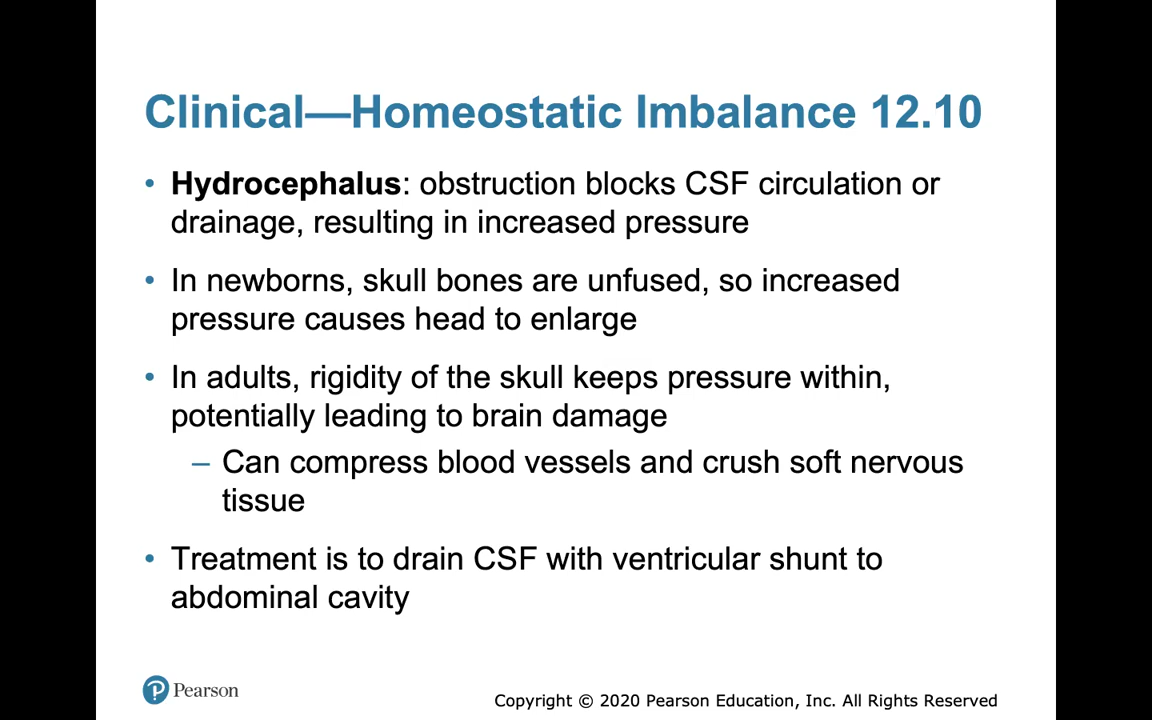 Clinical—Homeostatic Imbalance 12.10
• Hydrocephalus: obstruction blocks CSF circulation or
drainage, resulting in increased pressure
• In newborns, skull bones are unfused, so increased
pressure causes head to enlarge
• In adults, rigidity of the skull keeps pressure within,
potentially leading to brain damage
– Can compress blood vessels and crush soft nervous
tissue
• Treatment is to drain CSF with ventricular shunt to
abdominal cavity
P Pearson
Copyright © 2020 Pearson Education, Inc. All Rights Reserved